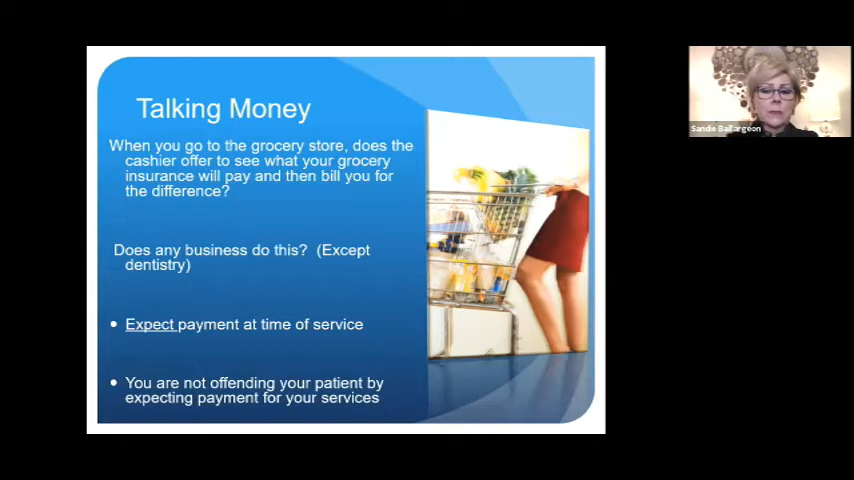 Talking Money
When you go to the grocery store, does the
cashier offer to see what your grocery
insurance will pay and then bill you for
the difference?
Does any business do this?  (Except
dentistry)
• Expect payment at time of service
• You are not offending your patient by
expecting payment for your services
Sandie Baillargeon